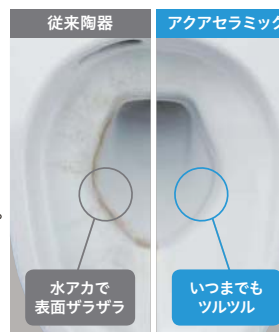 従来陶器
アクアセラミック
。
水アカで
表面ザラザラ
いつまでも
ツルツル